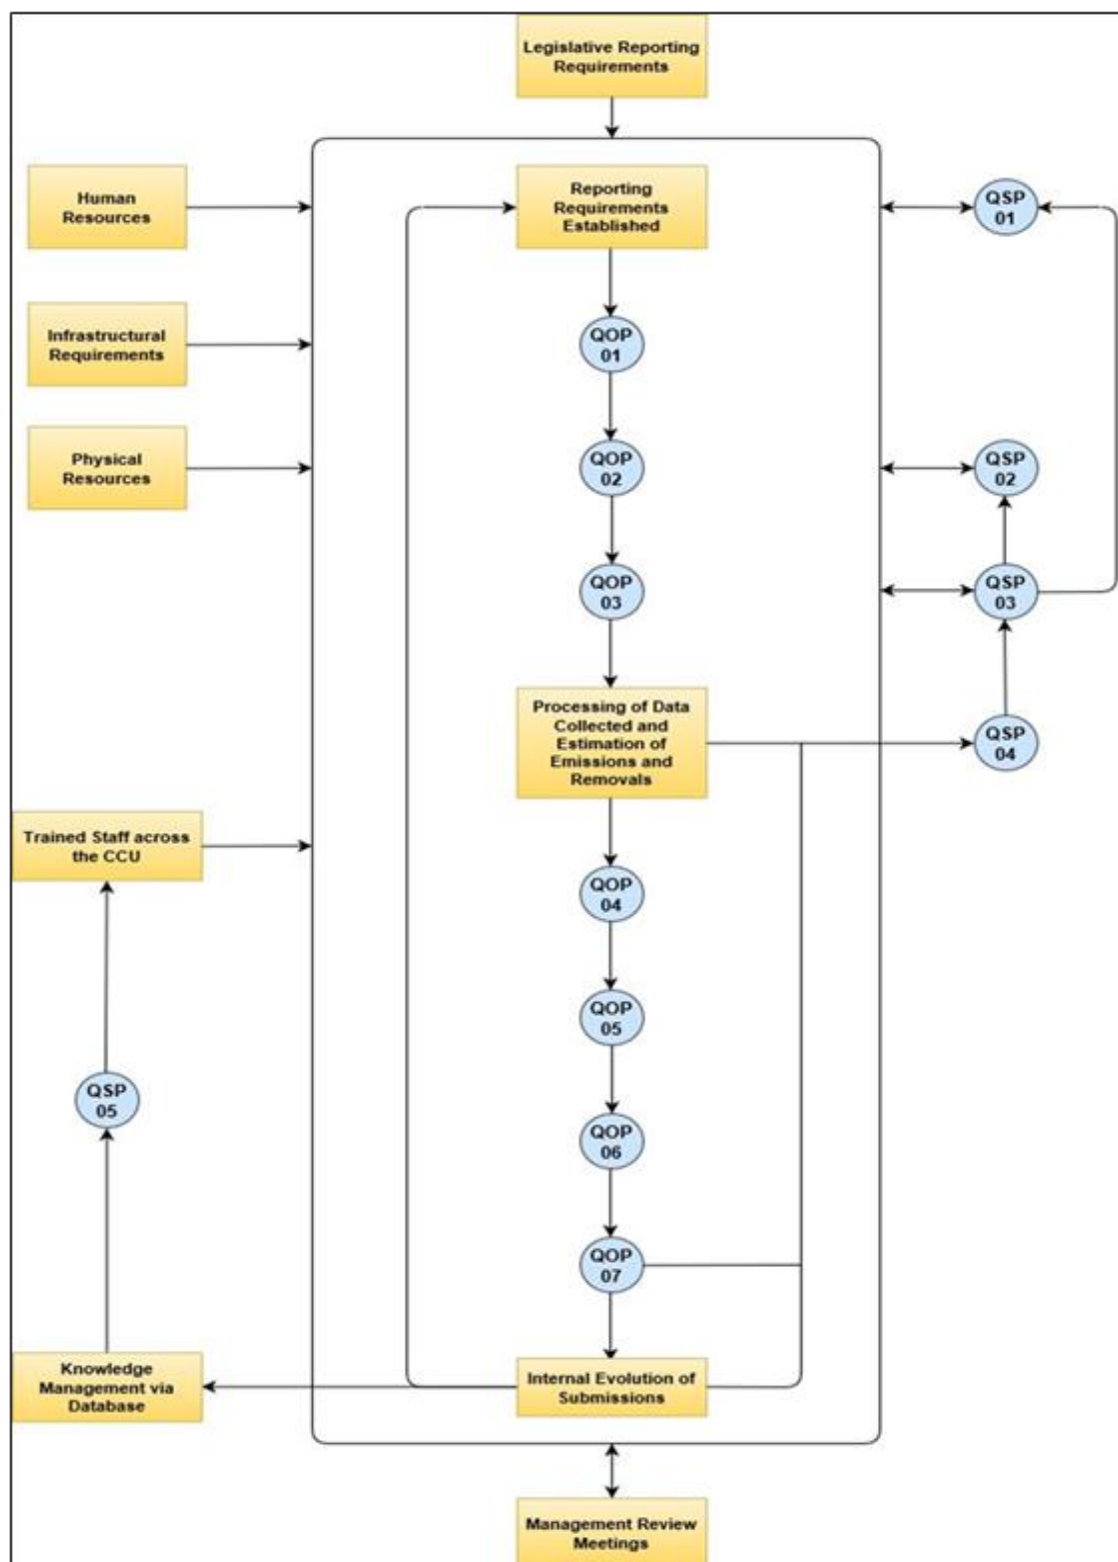 Legislative Reporting
Requirements
Human
Resources
Reporting
Requirements
Established
QSP
01
Infrastructural
Requirements
QOP
01
Physical
Resources
QOP
02
QSP
02
QOP
03
QSP
03
Processing of Data
Collected and
Estimation of
Emissions and
Removals
QSP
04
Trained Staff across
the CCU
QOP
04
QOP
05
QSP
05
QOP
06
QOP
07
Knowledge
Management via
Database
Internal Evolution of
Submissions
Management Review
Meetings